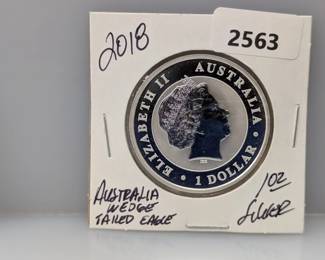 2018
2563
ELIZABETH II AUSTRALIA
• 1 DOLLAR •
AUSTRALIA
WEDGE
TAILED EAGLE
1oz
SILVER